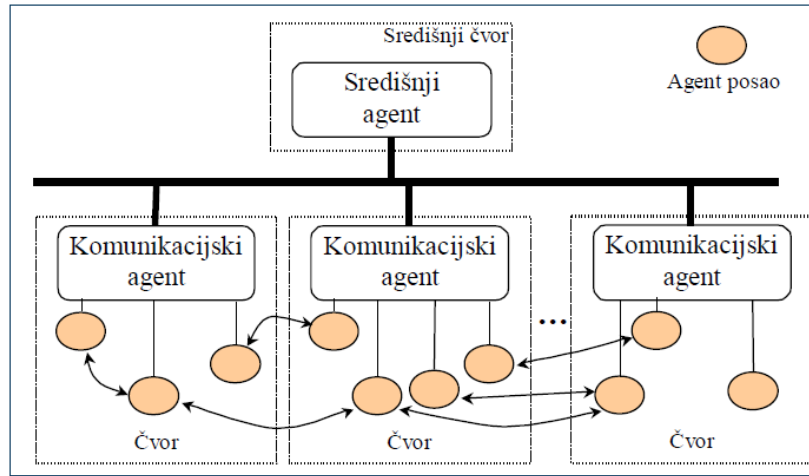 Središnji čvor
Središnji
agent
Agent posao
Komunikacijski
agent
Komunikacijski
agent
Komunikacijski
agent
...
Čvor
Čvor
Čvor